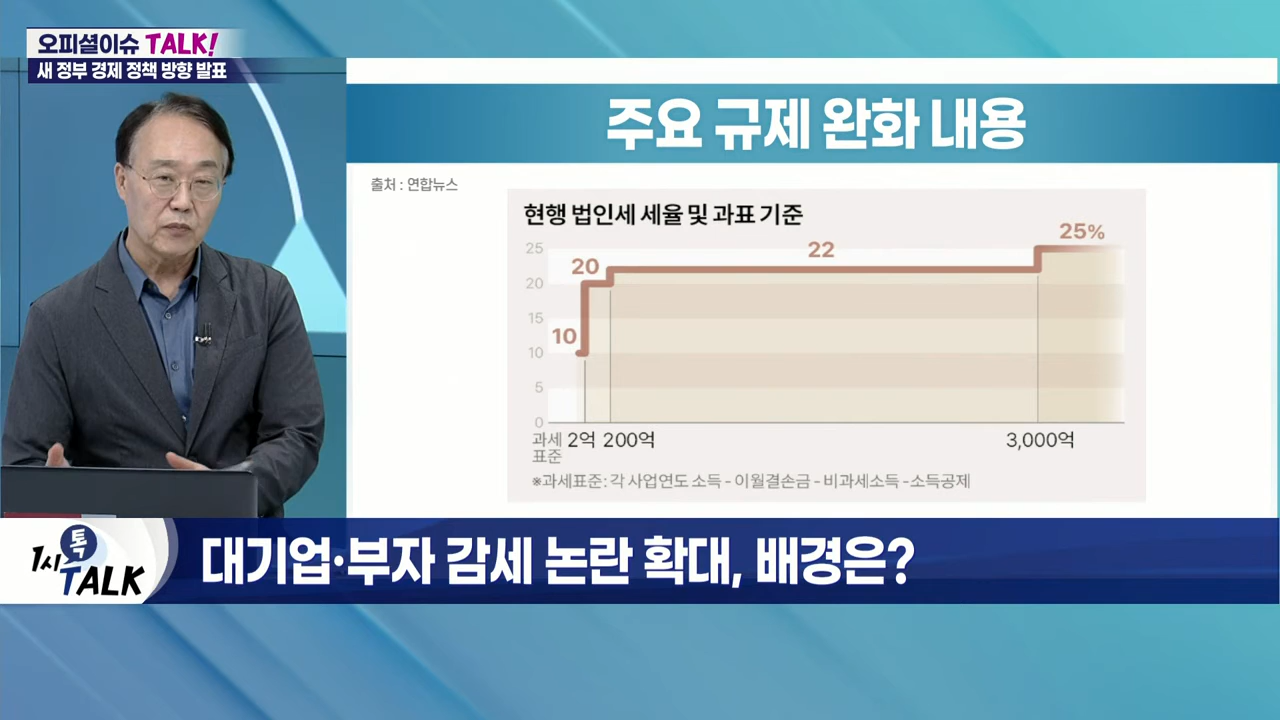 오피셜이슈 TALK!
새 정부 경제 정책 방향 발표
주요 규제 완화 내용
출처 : 연합뉴스
현행 법인세 세율 및 과표 기준
25%
22
20
10
25
20
15
10
5
0
과세 표준
2억 200억 3,000억
※과세표준: 각 사업연도 소득 - 이월결손금 - 비과세소득 -소득공제
1시 톡 TALK
대기업·부자 감세 논란 확대, 배경은?